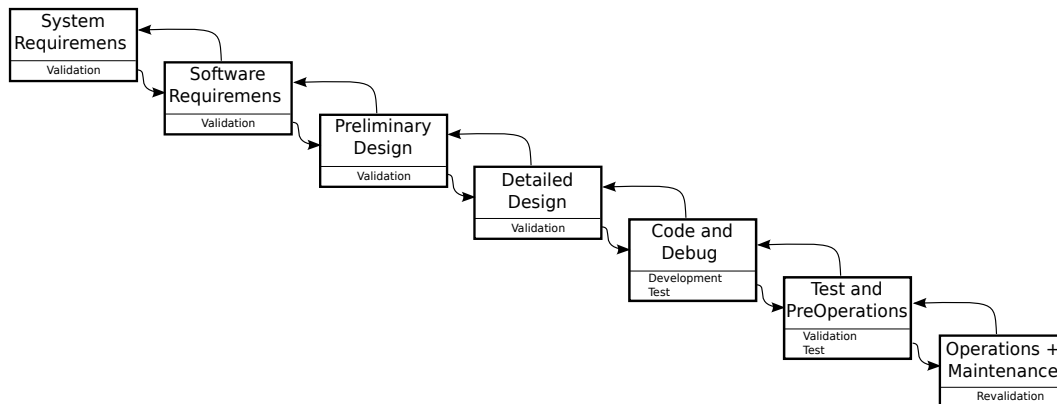 System
Requiremens
Validation
Software
Requiremens
Validation
Preliminary
Design
Validation
Detailed
Design
Validation
Code and
Debug
Development
Test
Test and
PreOperations
Validation
Test
Operations +
Maintenance
Revalidation